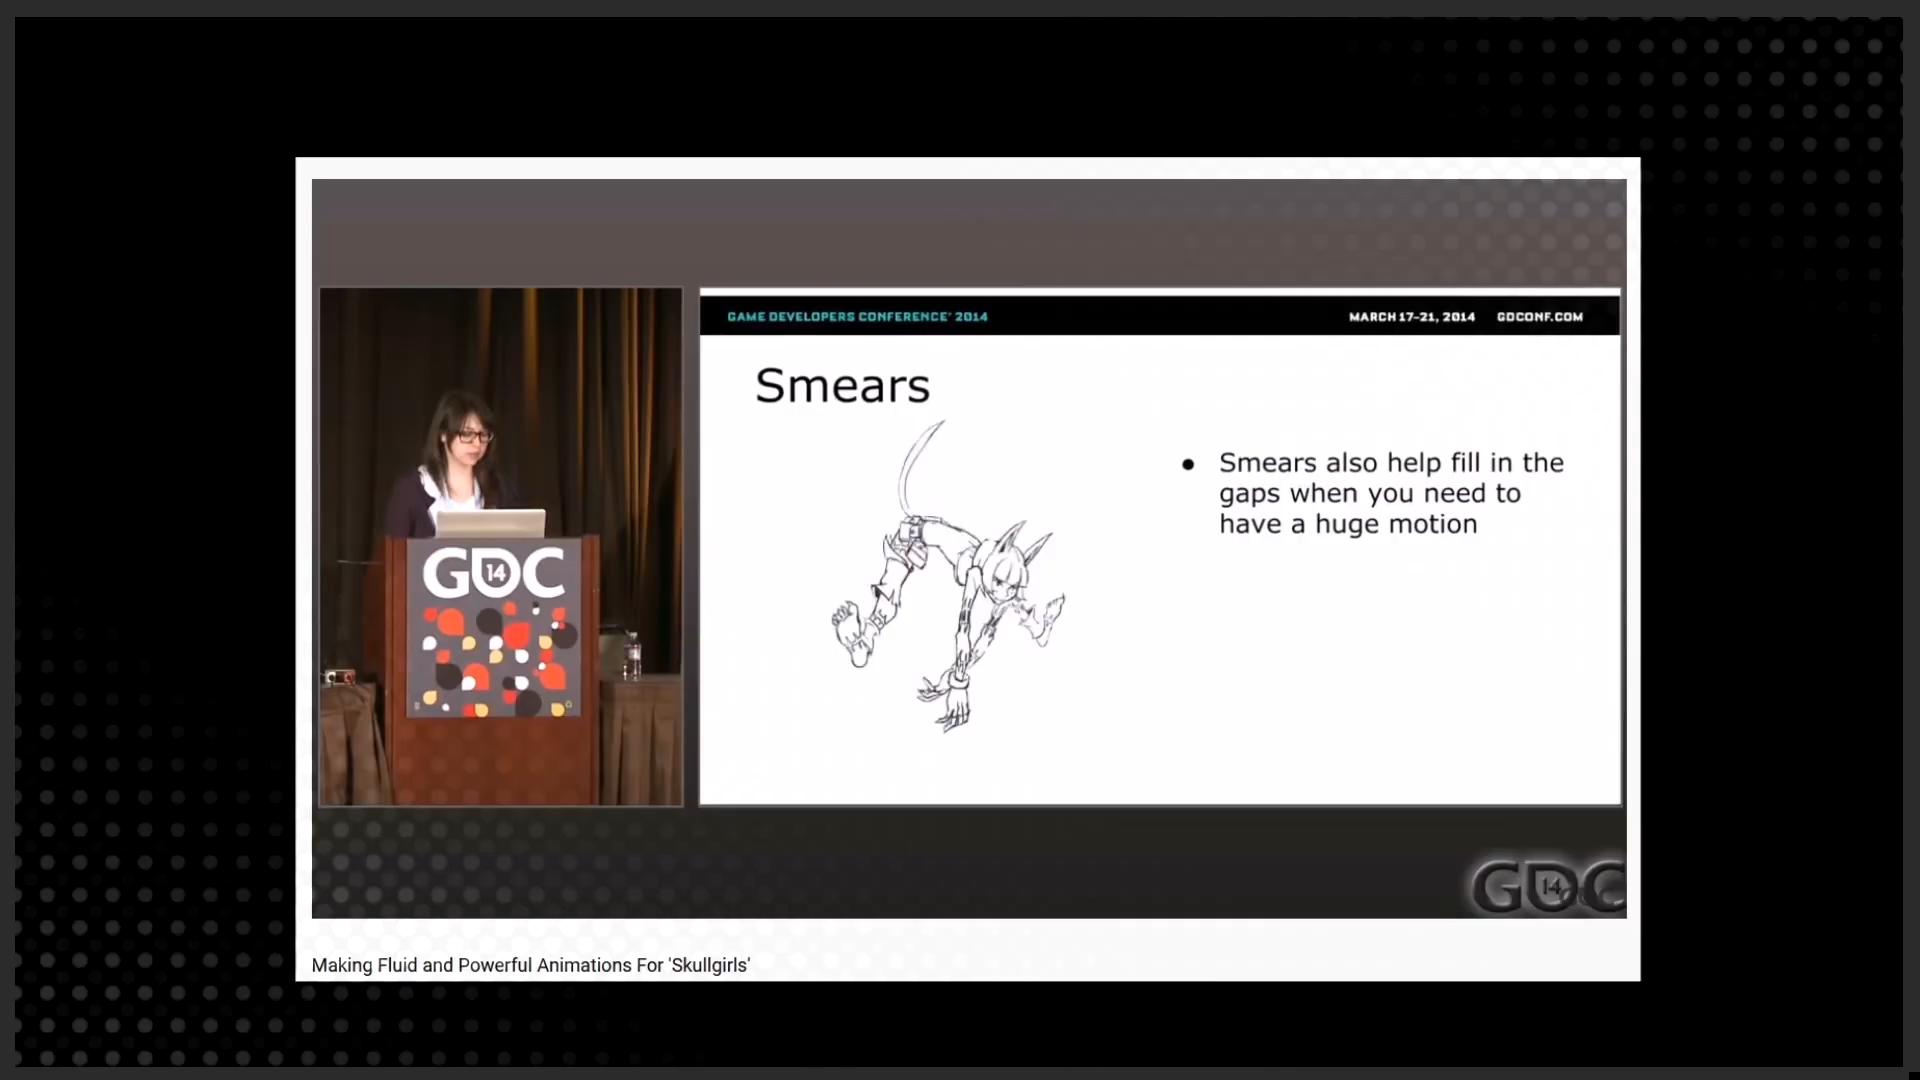 GAME DEVELOPERS CONFERENCE® 2014
MARCH 17-21, 2014 GDCONF.COM
Smears
● Smears also help fill in the
gaps when you need to
have a huge motion
GDC
14
GDC
14
Making Fluid and Powerful Animations For 'Skullgirls'